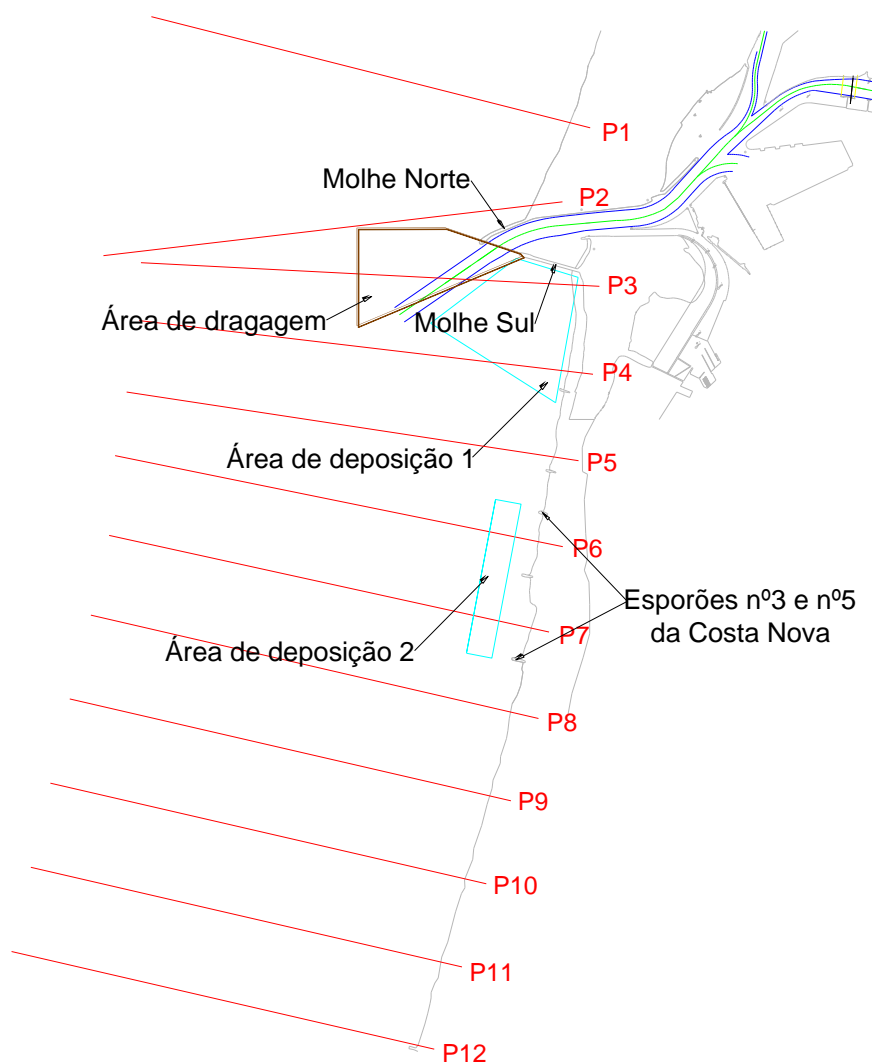 P1
Molhe Norte
P2
P3
Área de dragagem
Molhe Sul
P4
Área de deposição 1
P5
P6
Esporões nº3 e nº5
da Costa Nova
P7
Área de deposição 2
P8
P9
P10
P11
P12